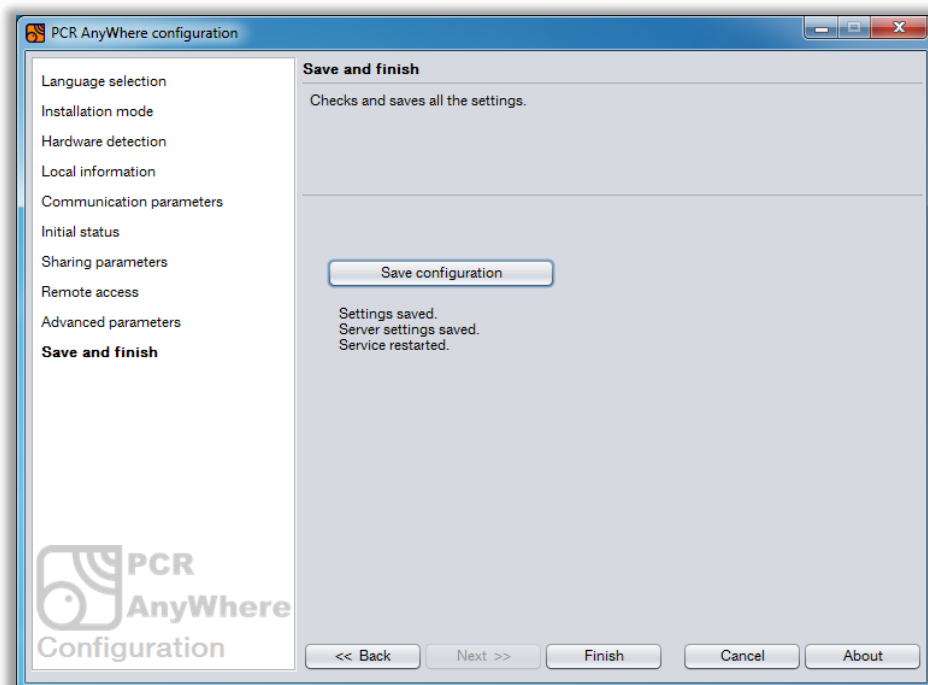 PCR AnyWhere configuration
Language selection
Installation mode
Hardware detection
Local information
Communication parameters
Initial status
Sharing parameters
Remote access
Advanced parameters
Save and finish
PCR
AnyWhere
Configuration
Save and finish
Checks and saves all the settings.
Save configuration
Settings saved.
Server settings saved.
Service restarted.
<< Back
Next >>
Finish
Cancel
About